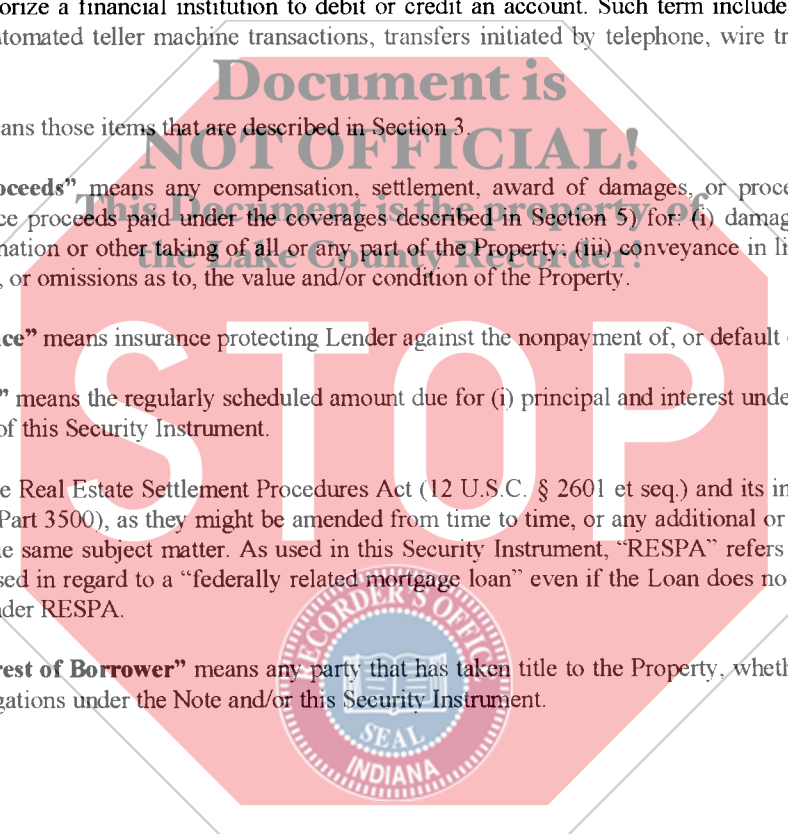 orize a financial institution to debit or credit an account. Such term include
utomated teller machine transactions, transfers initiated by telephone, wire tr
Document is
ans those items that are described in Section 3.
NOT OFFICIAL!
oceeds” means any compensation, settlement, award of damages, or proce
This Document is the property of
ce proceeds paid under the coverages described in Section 5) for: (i) damag
nation or other taking of all or any part of the Property; (iii) conveyance in li
the Lake County Recorder!
, or omissions as to, the value and/or condition of the Property.
ce” means insurance protecting Lender against the nonpayment of, or default
” means the regularly scheduled amount due for (i) principal and interest unde
of this Security Instrument.
STOP
e Real Estate Settlement Procedures Act (12 U.S.C. § 2601 et seq.) and its in
Part 3500), as they might be amended from time to time, or any additional or
ne same subject matter. As used in this Security Instrument, “RESPA” refers
sed in regard to a “federally related mortgage loan” even if the Loan does no
nder RESPA.
RECORDER'S OFFICE
rest of Borrower” means any party that has taken title to the Property, wheth
gations under the Note and/or this Security Instrument.
SEAL
INDIANA